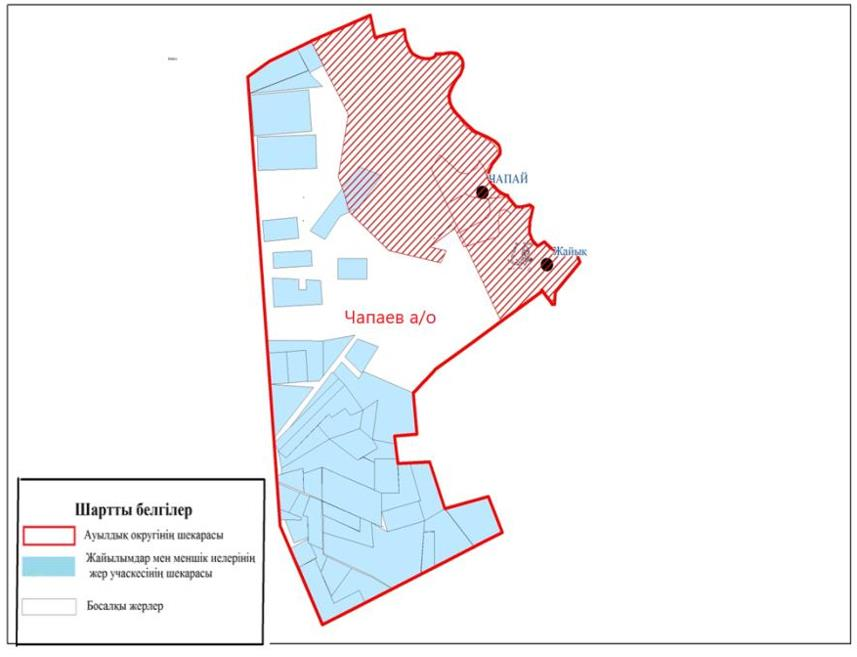 ЧАПАЙ
Жайық
Чапаев а/о
Шартты белгілер
Ауылдық округінің шекарасы
Жайылымдар мен меншік иелерінің
жер учаскесінің шекарасы
Босалқы жерлер